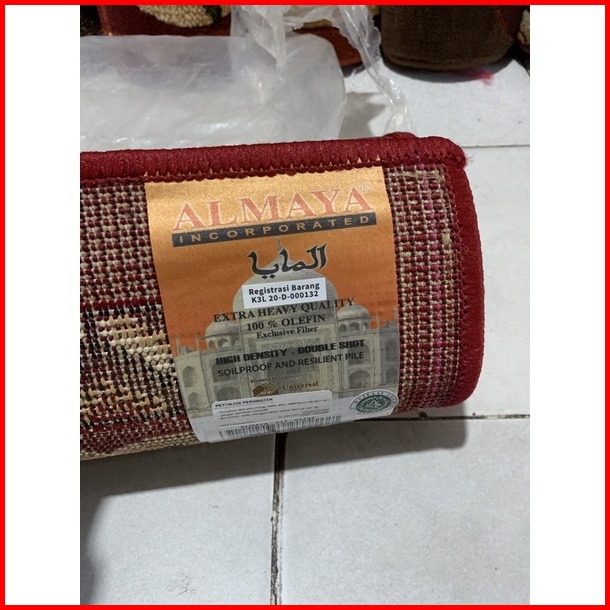 ALMAYA
INCORPORATED
المايا
Registrasi Barang
K3L 20-D-000132
EXTRA HEAVY QUALITY
100 % OLEFIN
Exclusive Fiber
HIGH DENSITY - DOUBLE SHOT
SOILPROOF AND RESILIENT PILE
Universal
PETUNJUK PERAWATAN